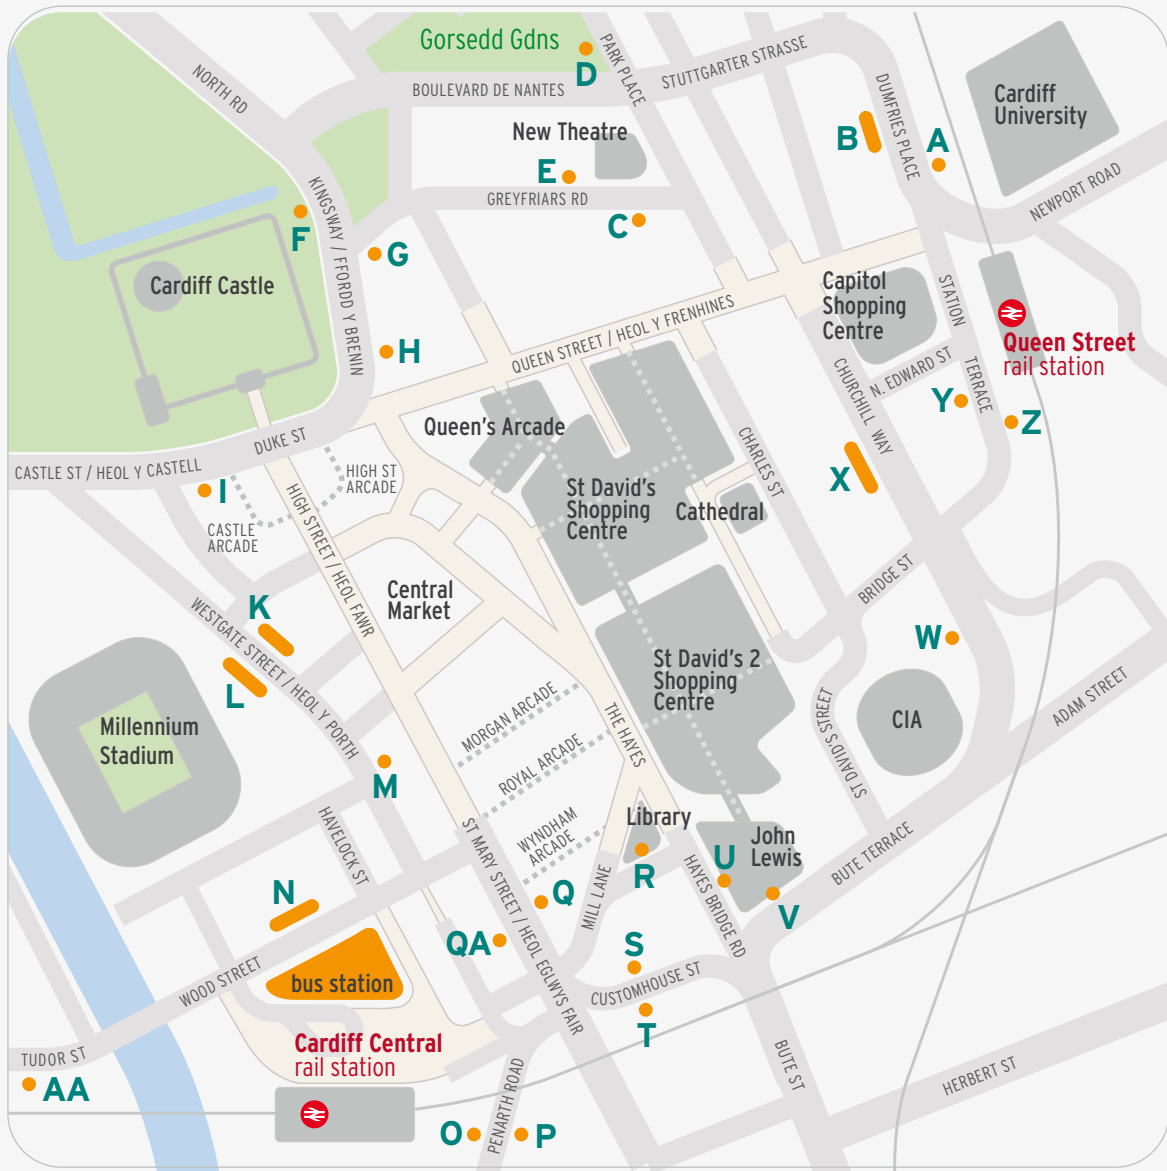 Gorsedd Gdns
D
PARK PLACE
STUTTGARTER STRASSE
NORTH RD
BOULEVARD DE NANTES
DUMFRIES PLACE
Cardiff
University
New Theatre
B
A
E
GREYFRIARS RD
C
NEWPORT ROAD
KINGSWAY / FFORDD Y BRENIN
F
G
Cardiff Castle
Capitol
Shopping
Centre
STATION
TERRACE
QUEEN STREET / HEOL Y FRENHINES
Queen Street
rail station
H
N. EDWARD ST
CHURCHILL WAY
Y
Z
Queen's Arcade
DUKE ST
CASTLE ST / HEOL Y CASTELL
HIGH ST
ARCADE
CHARLES ST
X
I
St David's
Shopping
Centre
Cathedral
CASTLE
ARCADE
HIGH STREET / HEOL FAWR
BRIDGE ST
Central
Market
K
WESTGATE STREET / HEOL Y PORTH
L
W
St David's 2
Shopping
Centre
ADAM STREET
MORGAN ARCADE
THE HAYES
ST DAVID'S STREET
ST DAVID'S ST
CIA
Millennium
Stadium
ROYAL ARCADE
M
HAVELOCK ST
WYNDHAM
ARCADE
Library
John
Lewis
BUTE TERRACE
ST MARY STREET / HEOL EGLWYS FAIR
U
R
V
HAYES BRIDGE RD
MILL LANE
N
Q
QA
S
WOOD STREET
bus station
CUSTOMHOUSE ST
T
Cardiff Central
rail station
TUDOR ST
AA
BUTE ST
HERBERT ST
PENARTH ROAD
O
P